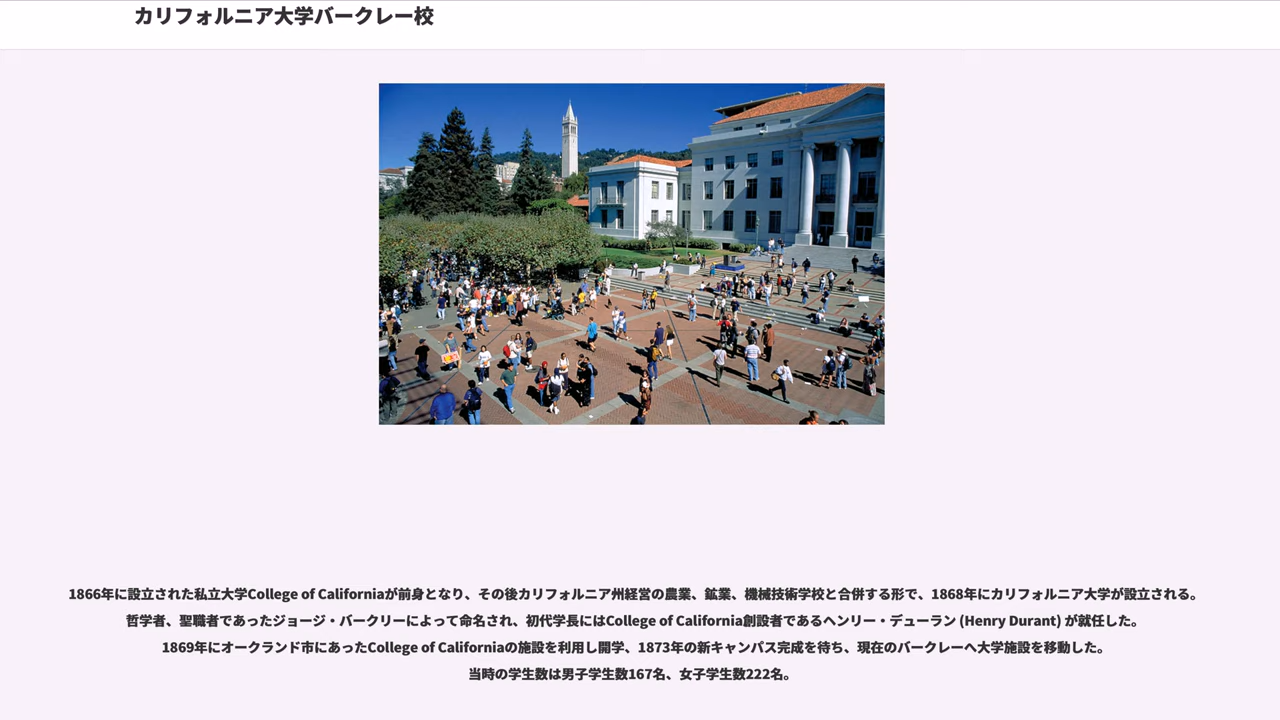 カリフォルニア大学バークレー校
1866年に設立された私立大学College of Californiaが前身となり、その後カリフォルニア州経営の農業、鉱業、機械技術学校と合併する形で、1868年にカリフォルニア大学が設立される。
哲学者、聖職者であったジョージ・バークリーによって命名され、初代学長にはCollege of California創設者であるヘンリー・デューラン (Henry Durant) が就任した。
1869年にオークランド市にあったCollege of Californiaの施設を利用し開学、1873年の新キャンパス完成を待ち、現在のバークレーへ大学施設を移動した。
当時の学生数は男子学生数167名、女子学生数222名。